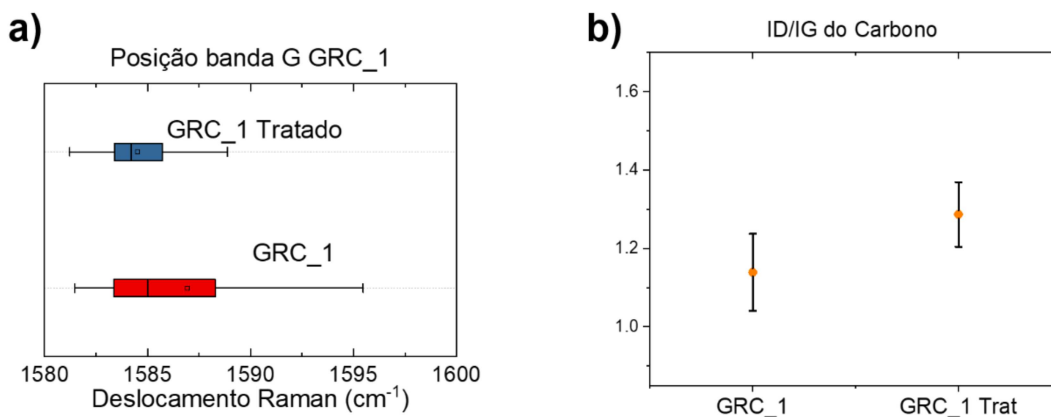 a)
Posição banda G GRC_1
GRC_1 Tratado
GRC_1
1580 1585 1590 1595 1600
Deslocamento Raman (cm⁻¹)
b)
ID/IG do Carbono
1.6
1.4
1.2
1.0
GRC_1 GRC_1 Trat